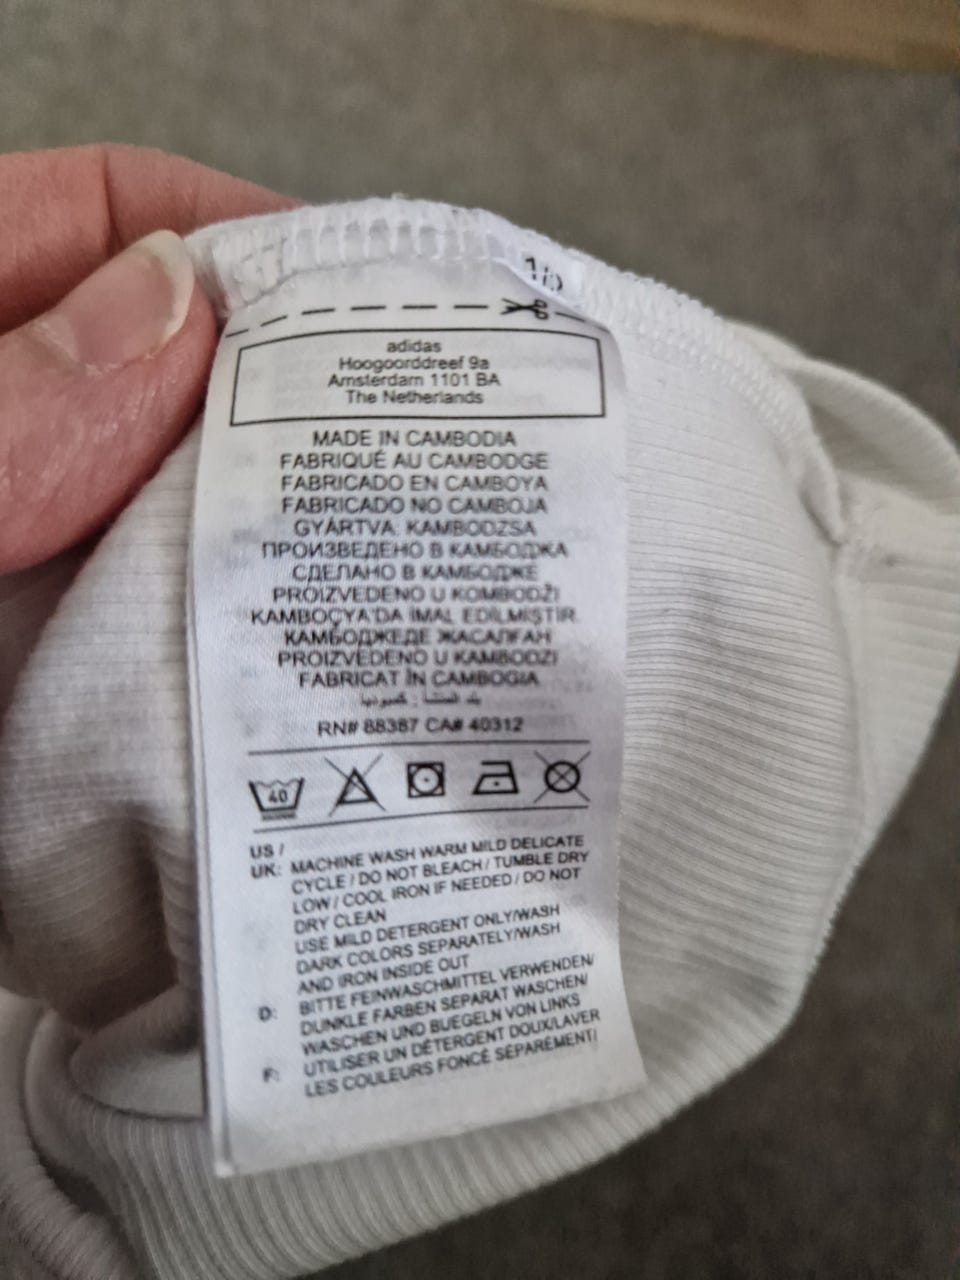 1/5
adidas
Hoogoorddreef 9a
Amsterdam 1101 BA
The Netherlands
MADE IN CAMBODIA
FABRIQUÉ AU CAMBODGE
FABRICADO EN CAMBOYA
FABRICADO NO CAMBOJA
GYÁRTVA: KAMBODZSA
ПРОИЗВЕДЕНО В КАМБОДЖА
СДЕЛАНО В КАМБОДЖЕ
PROIZVEDENO U KOMBODŽI
KAMBOÇYA'DA İMAL EDİLMİŞTİR.
КАМБОДЖЕДЕ ЖАСАЛҒАН
PROIZVEDENO U KAMBODZI
FABRICAT ÎN CAMBOGIA
بلد المنشأ : كمبوديا
RN# 88387 CA# 40312
40
US /
UK: MACHINE WASH WARM MILD DELICATE
CYCLE / DO NOT BLEACH / TUMBLE DRY
LOW / COOL IRON IF NEEDED / DO NOT
DRY CLEAN
USE MILD DETERGENT ONLY/WASH
DARK COLORS SEPARATELY/WASH
AND IRON INSIDE OUT
D: BITTE FEINWASCHMITTEL VERWENDEN/
DUNKLE FARBEN SEPARAT WASCHEN/
WASCHEN UND BUEGELN VON LINKS
F: UTILISER UN DÉTERGENT DOUX/LAVER
LES COULEURS FONCÉ SÉPARÉMENT/